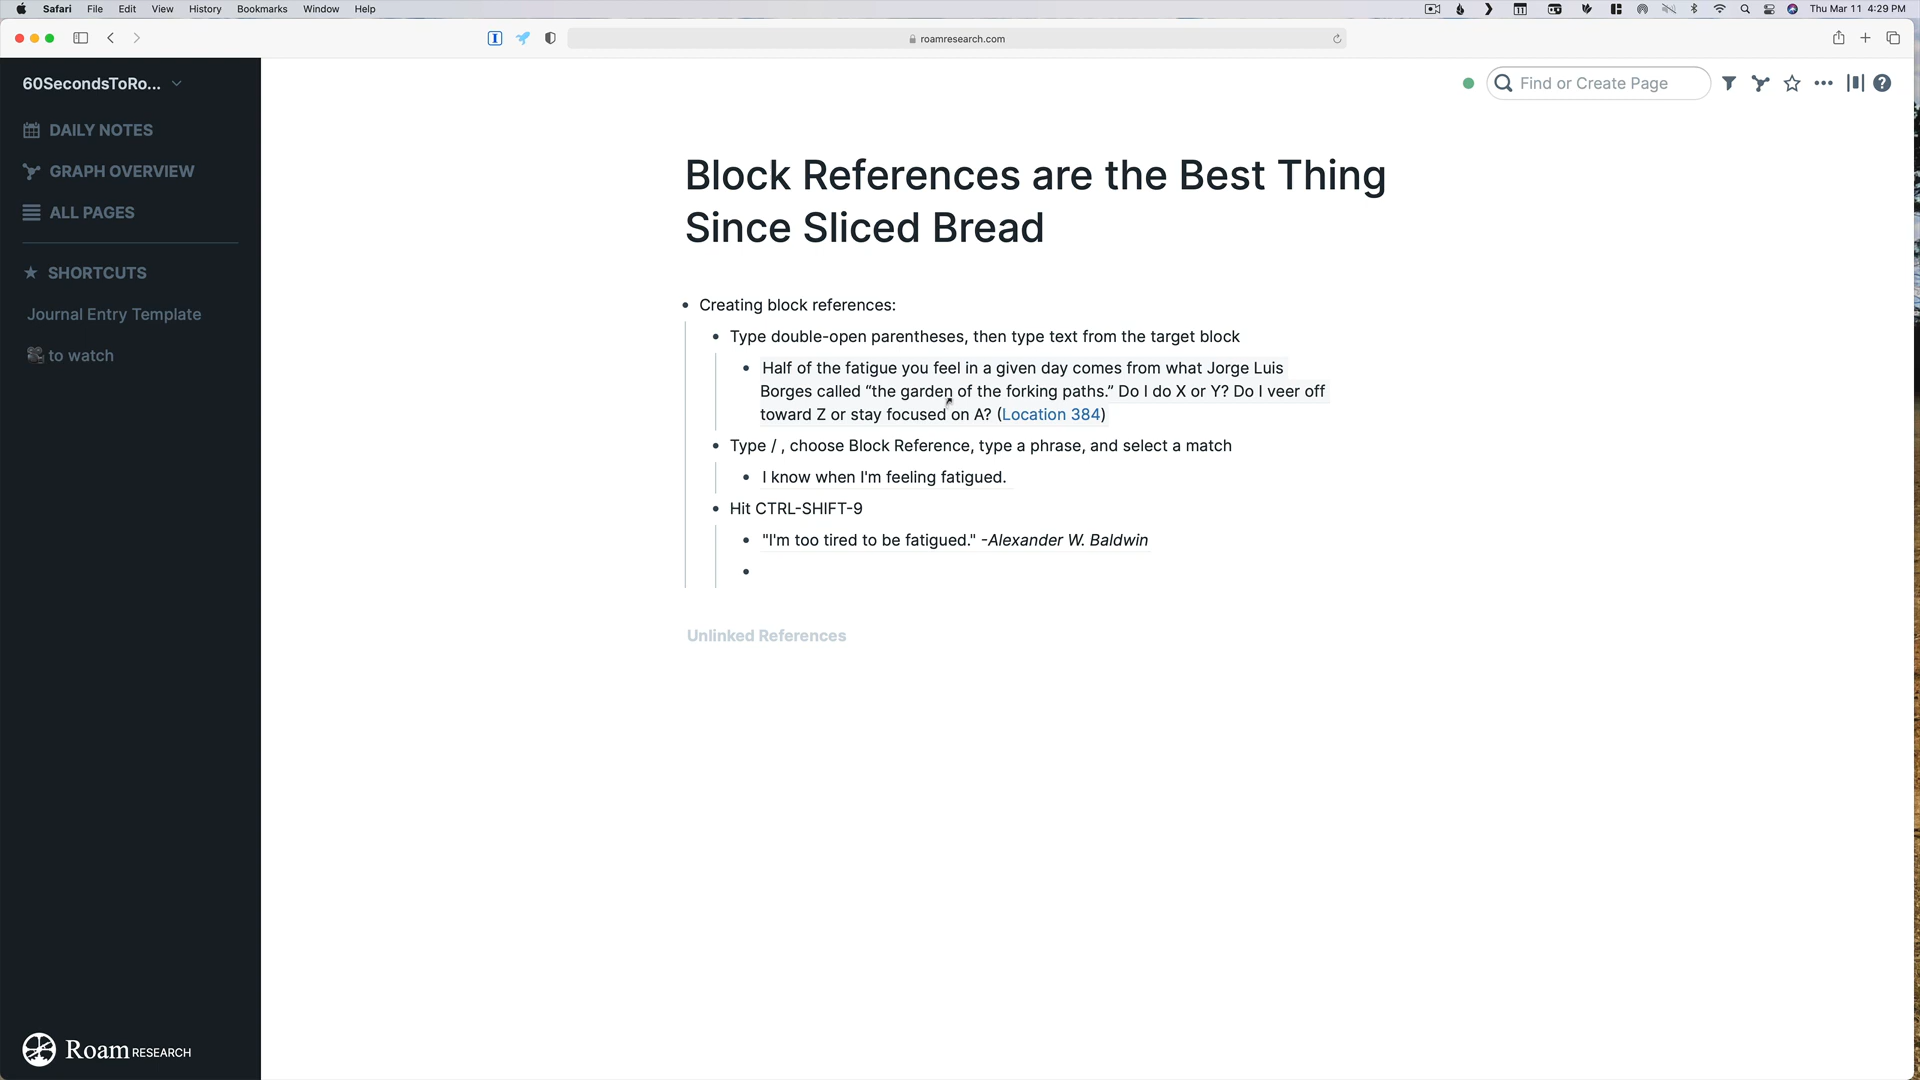 Safari File Edit View History Bookmarks Window Help
11
Thu Mar 11 4:29 PM
roamresearch.com
60SecondsToRo...
Find or Create Page
DAILY NOTES
GRAPH OVERVIEW
ALL PAGES
SHORTCUTS
Journal Entry Template
to watch
Block References are the Best Thing
Since Sliced Bread
Creating block references:
Type double-open parentheses, then type text from the target block
Half of the fatigue you feel in a given day comes from what Jorge Luis
Borges called “the garden of the forking paths.” Do I do X or Y? Do I veer off
toward Z or stay focused on A? (Location 384)
Type / , choose Block Reference, type a phrase, and select a match
I know when I'm feeling fatigued.
Hit CTRL-SHIFT-9
"I'm too tired to be fatigued." -Alexander W. Baldwin
Unlinked References
Roam RESEARCH